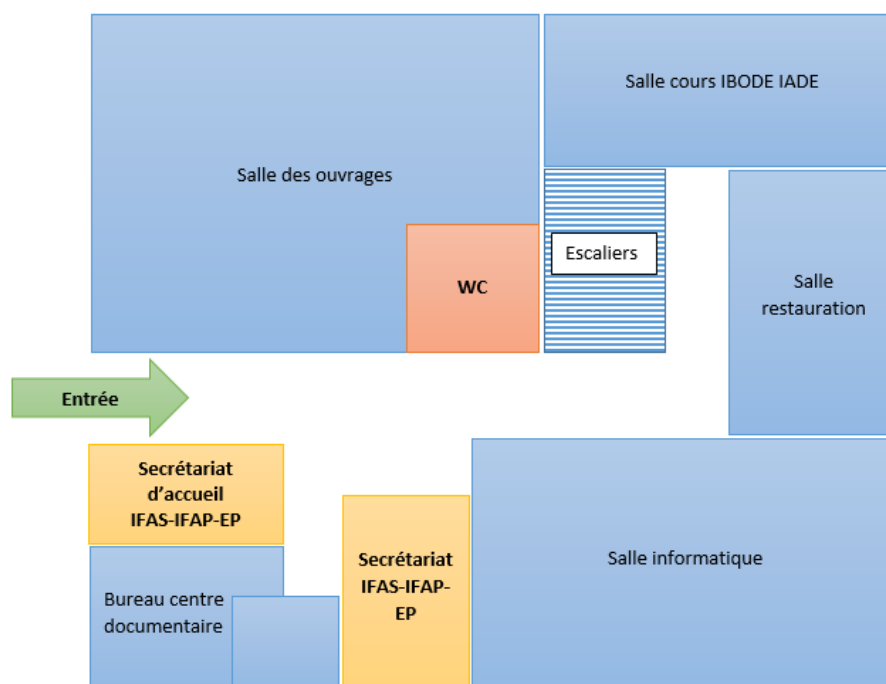 Salle cours IBODE IADE
Salle des ouvrages
Escaliers
WC
Salle
restauration
Entrée
Secrétariat
d’accueil
IFAS-IFAP-EP
Secrétariat
IFAS-IFAP-
EP
Salle informatique
Bureau centre
documentaire